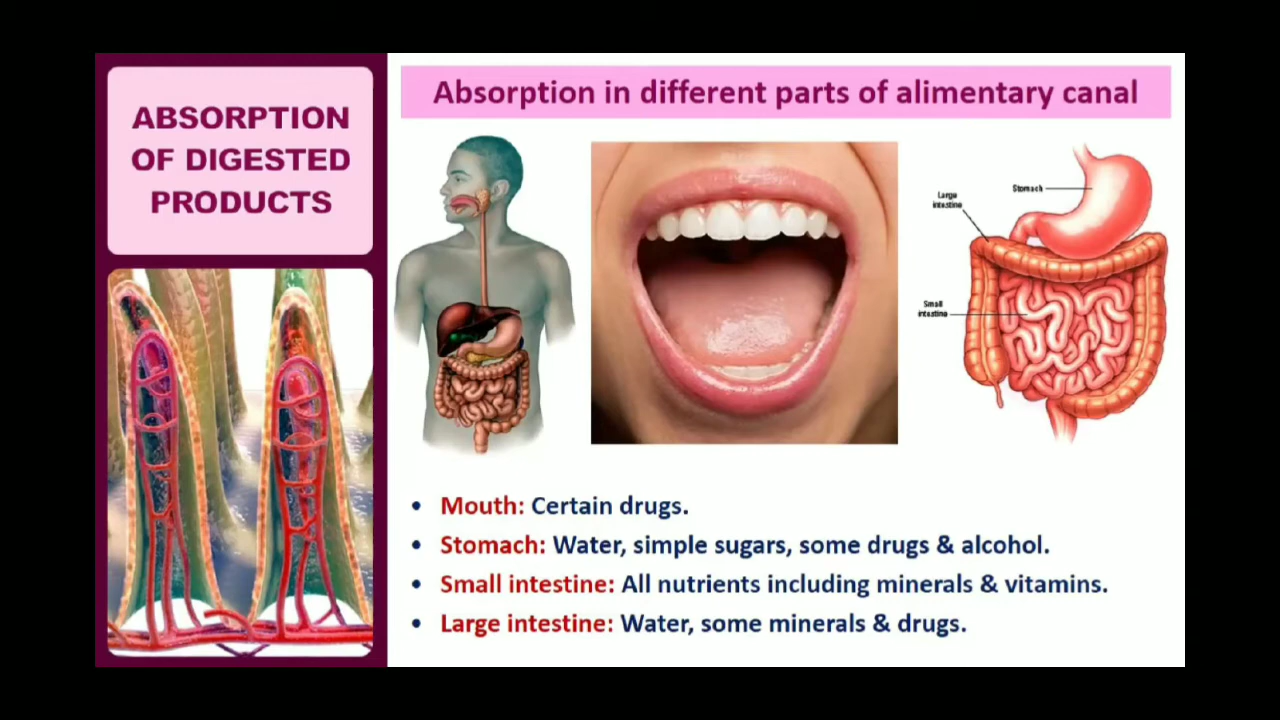 ABSORPTION
OF DIGESTED
PRODUCTS
Absorption in different parts of alimentary canal
Stomach
Large
intestine
Small
intestine
• Mouth: Certain drugs.
• Stomach: Water, simple sugars, some drugs & alcohol.
• Small intestine: All nutrients including minerals & vitamins.
• Large intestine: Water, some minerals & drugs.